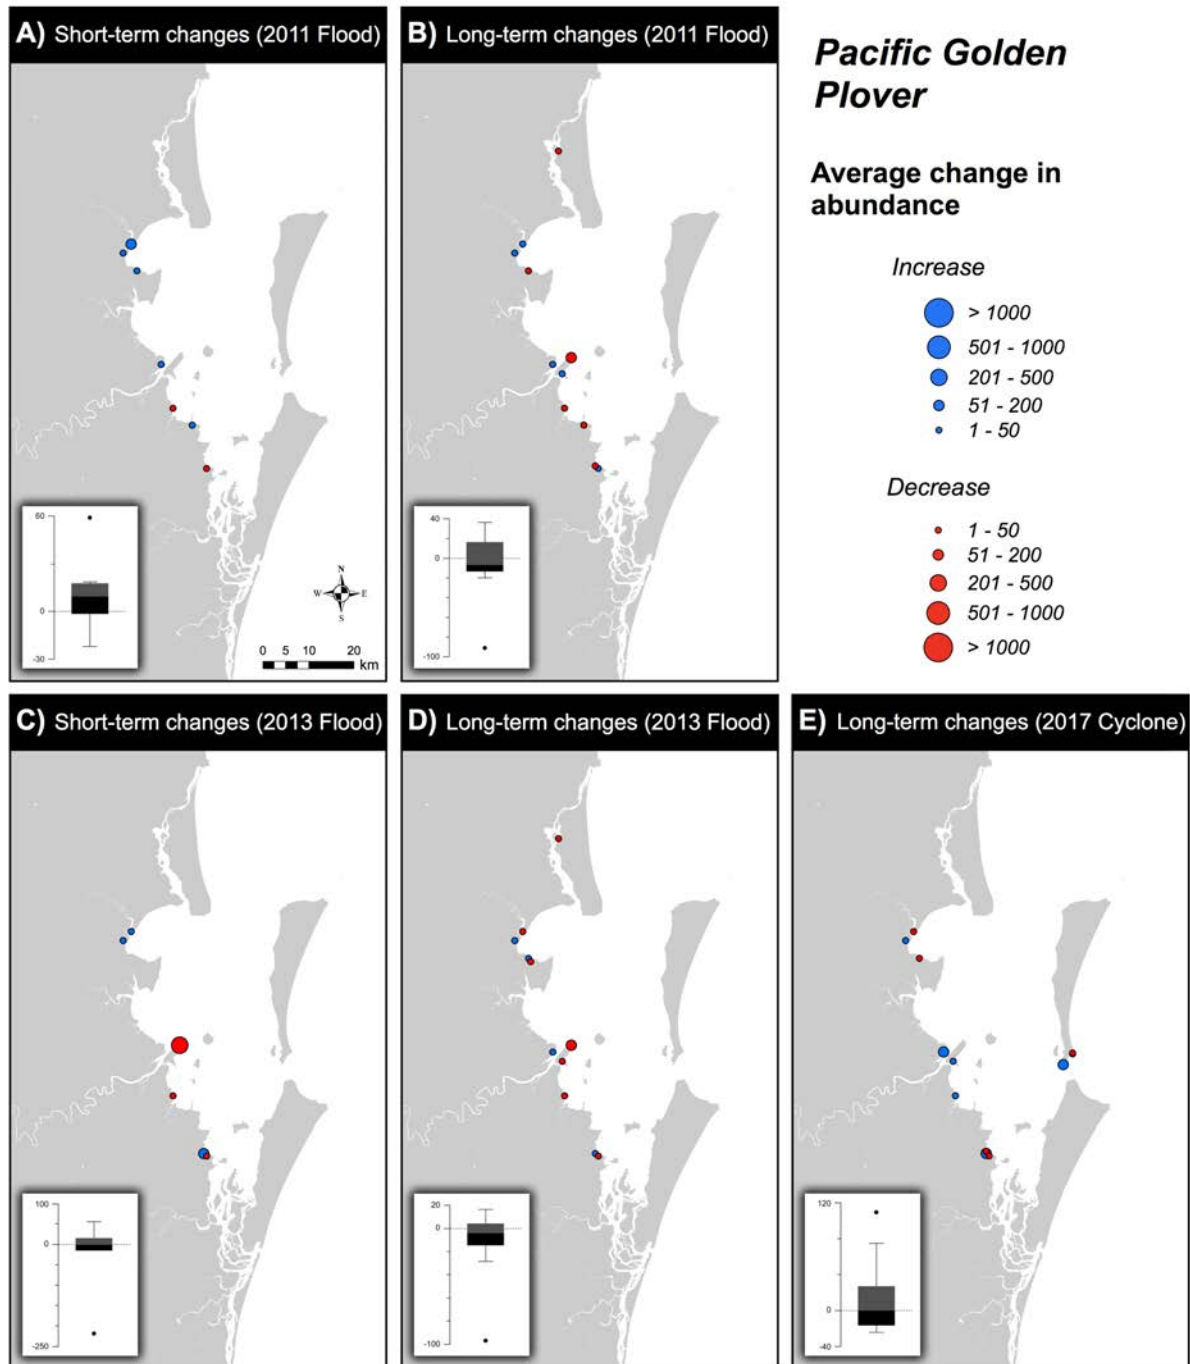 A) Short-term changes (2011 Flood)
B) Long-term changes (2011 Flood)
Pacific Golden
Plover
Average change in
abundance
Increase
> 1000
501 - 1000
201 - 500
51 - 200
1 - 50
Decrease
1 - 50
51 - 200
201 - 500
501 - 1000
> 1000
60
0
-30
N
W E
S
0 5 10 20
km
40
0
-100
C) Short-term changes (2013 Flood)
D) Long-term changes (2013 Flood)
E) Long-term changes (2017 Cyclone)
100
0
-250
20
0
-100
120
0
-40